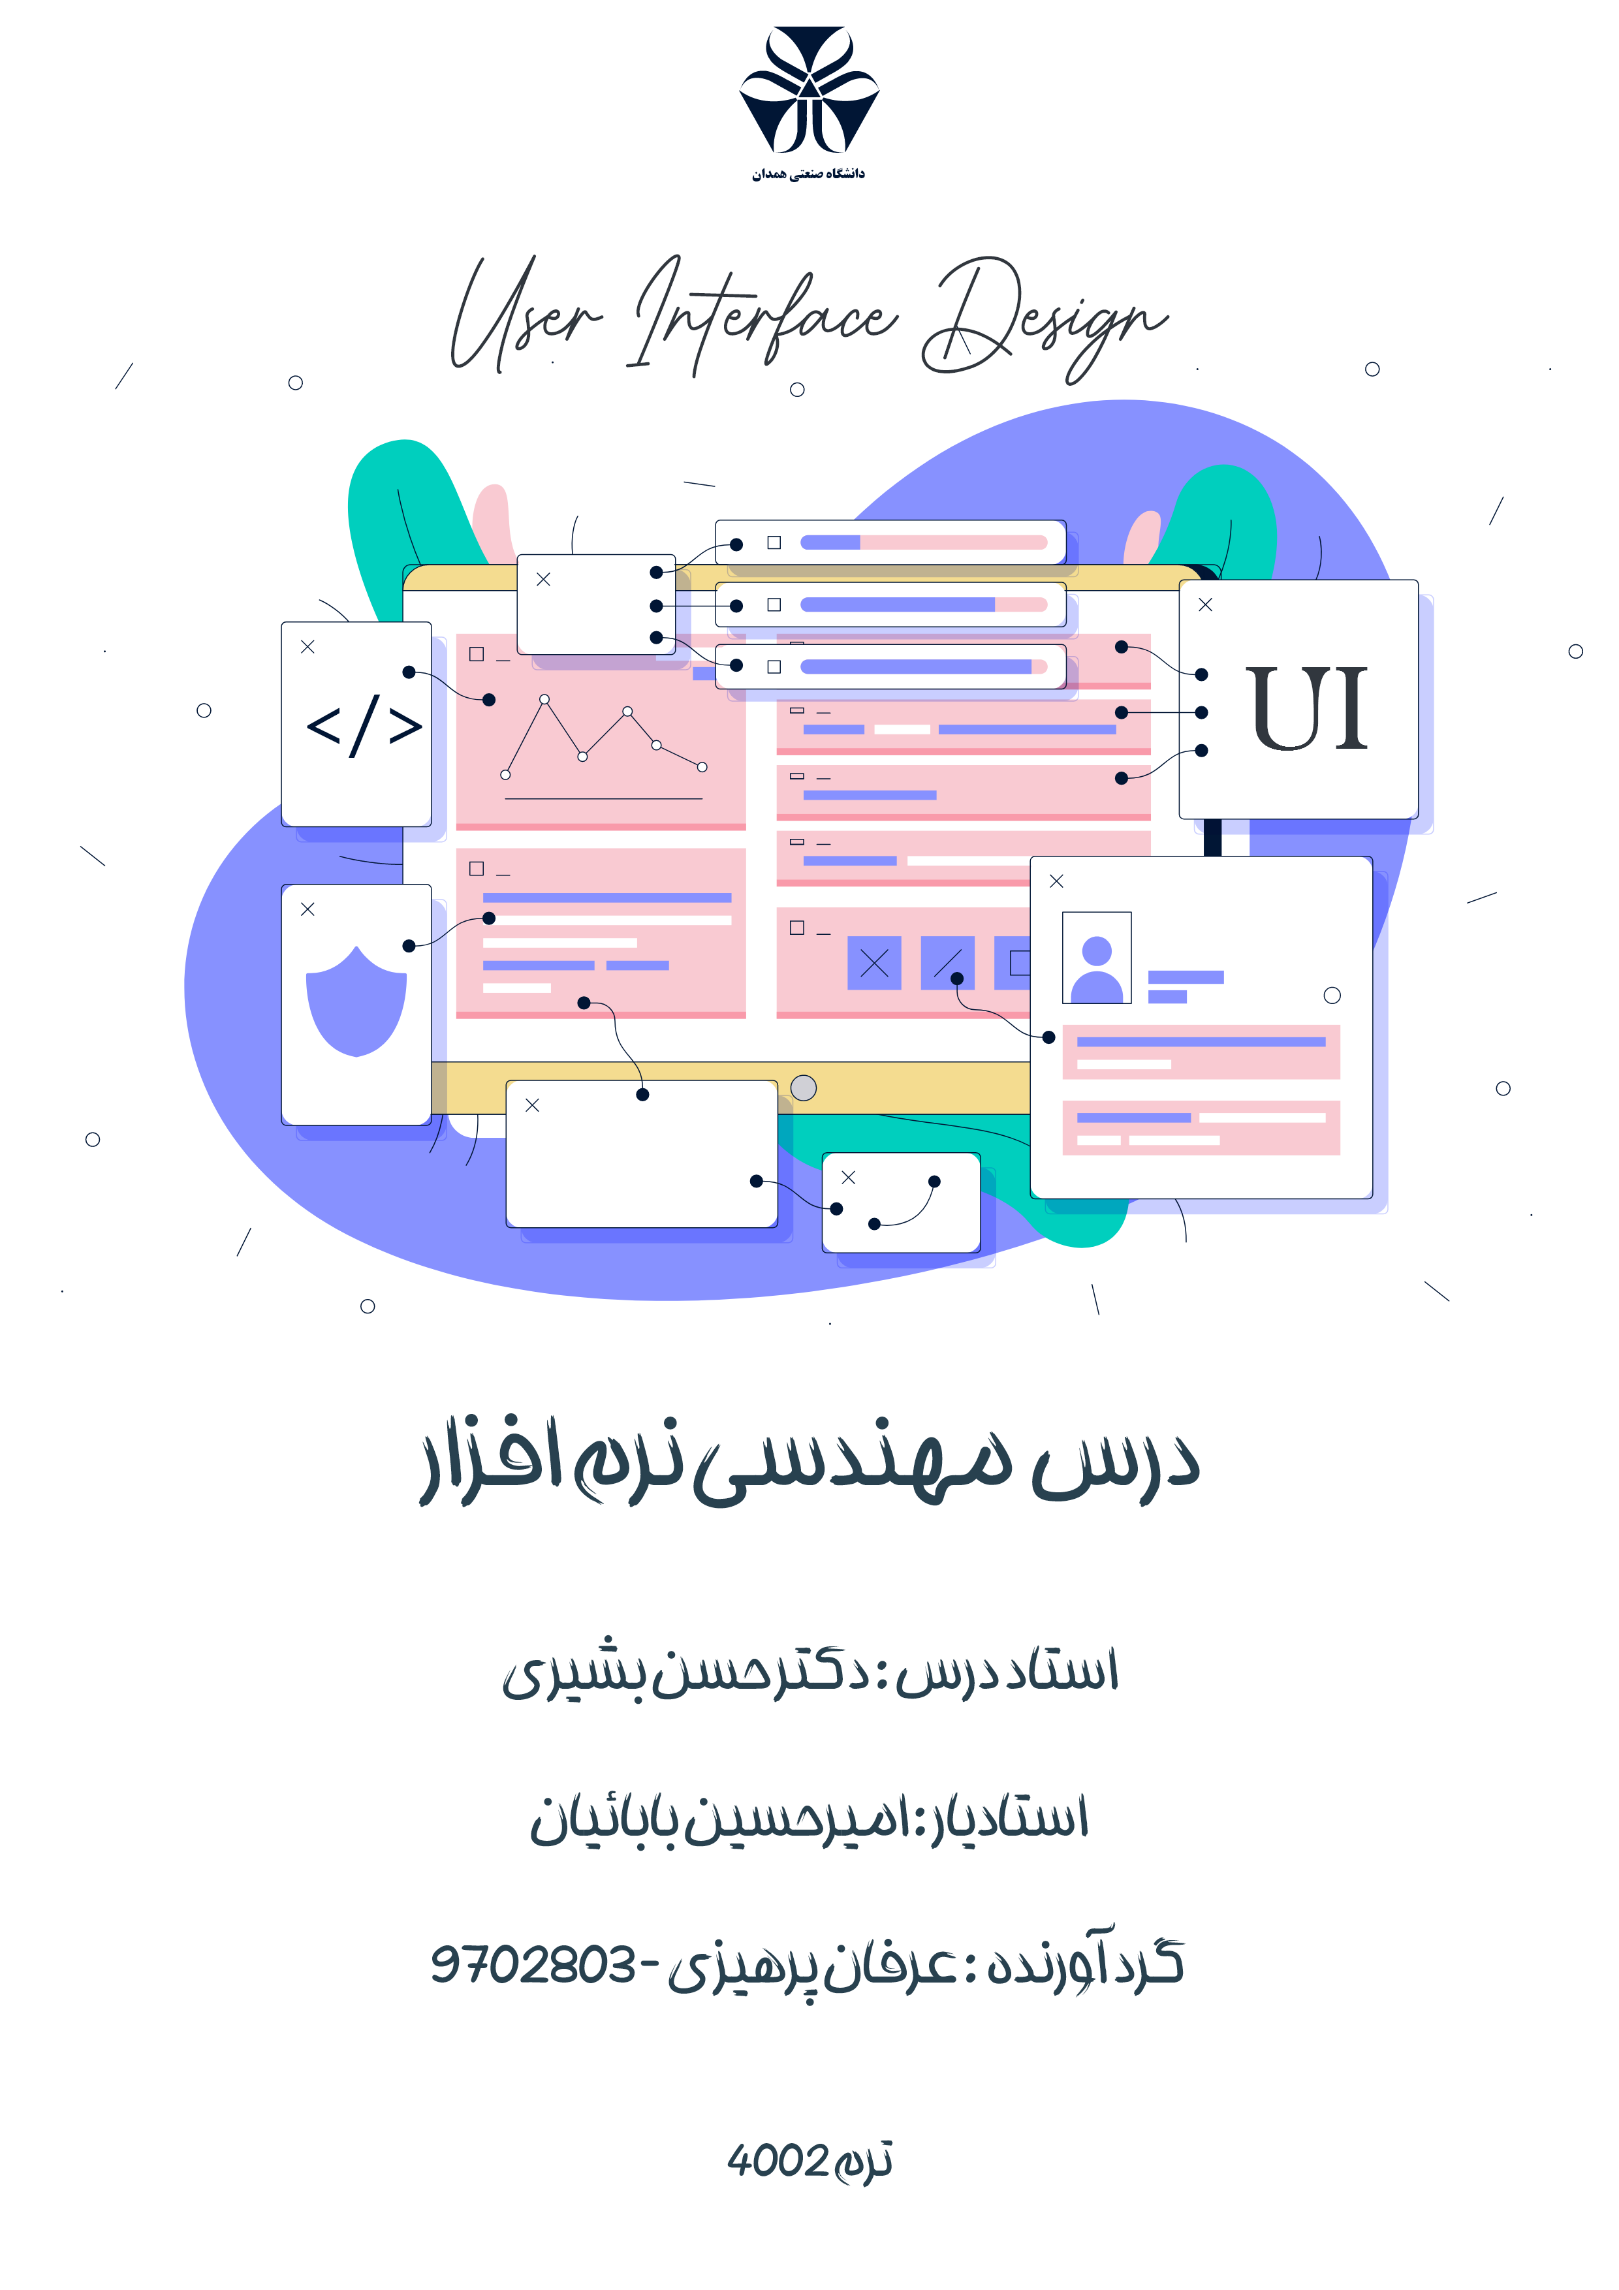 دانشگاه صنعتی همدان
User Interface Design
</>
UI
درس مهندسی نرم افزار
استاد درس : دکتر حسن بشیری
استادیار: امیرحسین بابائیان
گردآورنده : عرفان پرهیزی - 9702803
ترم 4002